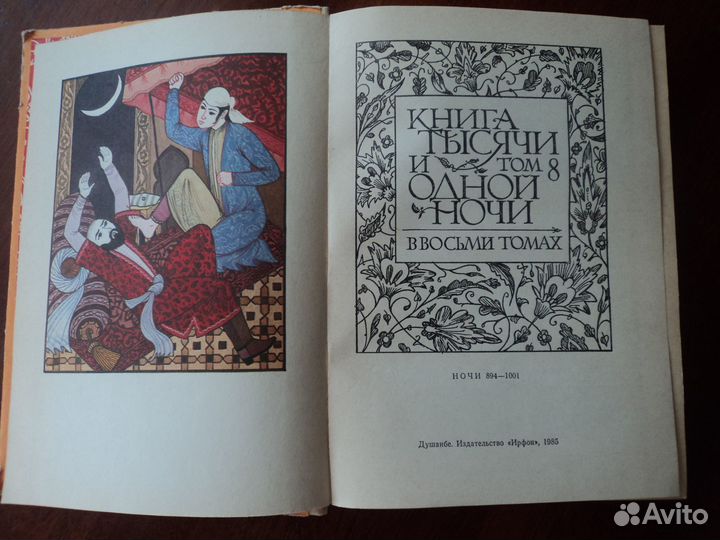 КНИГА
ТЫСЯЧИ
И ТОМ 8
ОДНОЙ
НОЧИ
В ВОСЬМИ ТОМАХ
НОЧИ 894—1001
Душанбе. Издательство «Ирфон», 1985
Avito